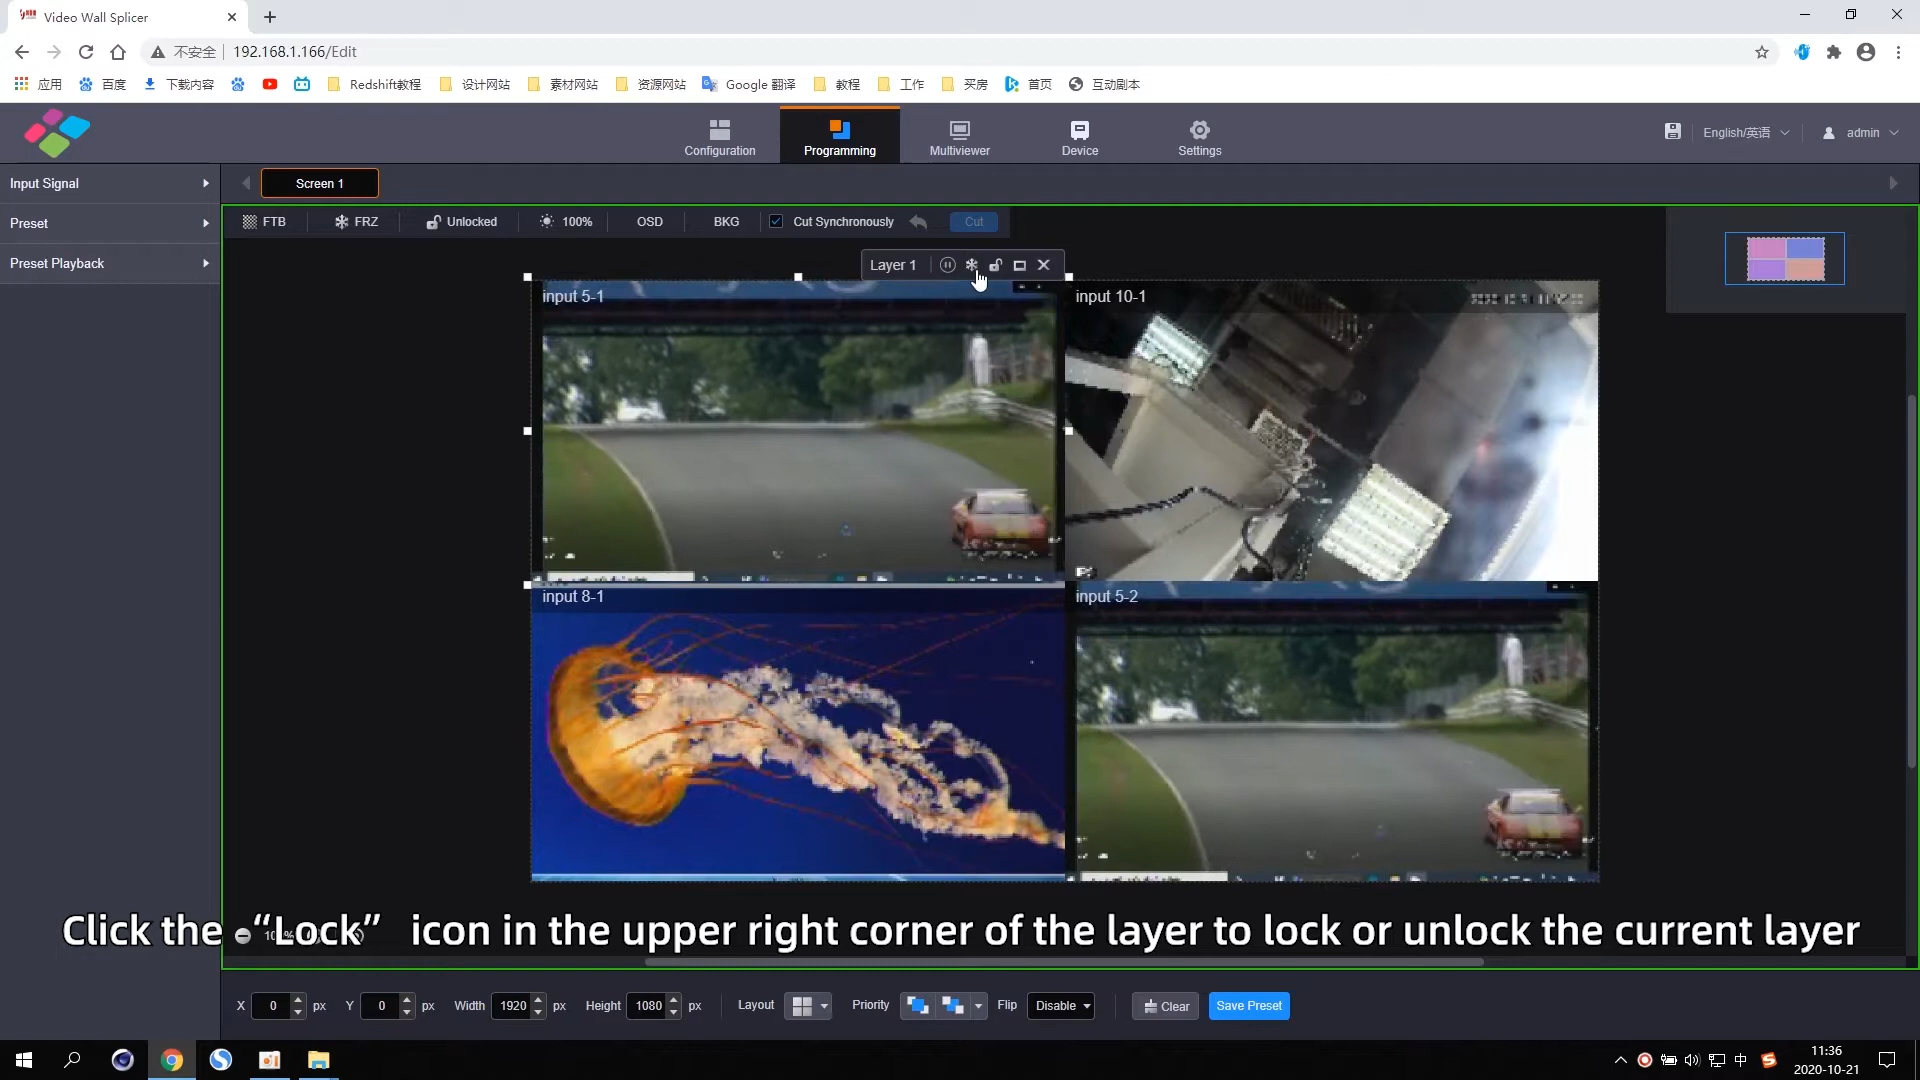 Video Wall Splicer
不安全 192.168.1.166/Edit
应用 百度 下载内容 Redshift教程 设计网站 素材网站 资源网站 Google 翻译 教程 工作 买房 首页 互动剧本
Configuration Programming Multiviewer Device Settings English/英语 admin
Input Signal
Preset
Preset Playback
Screen 1
FTB FRZ Unlocked 100% OSD BKG Cut Synchronously Cut
Layer 1
input 5-1 input 10-1
input 8-1 input 5-2
Click the “Lock” icon in the upper right corner of the layer to lock or unlock the current layer
X 0 px Y 0 px Width 1920 px Height 1080 px Layout Priority Flip Disable Clear Save Preset
中 11:36
2020-10-21